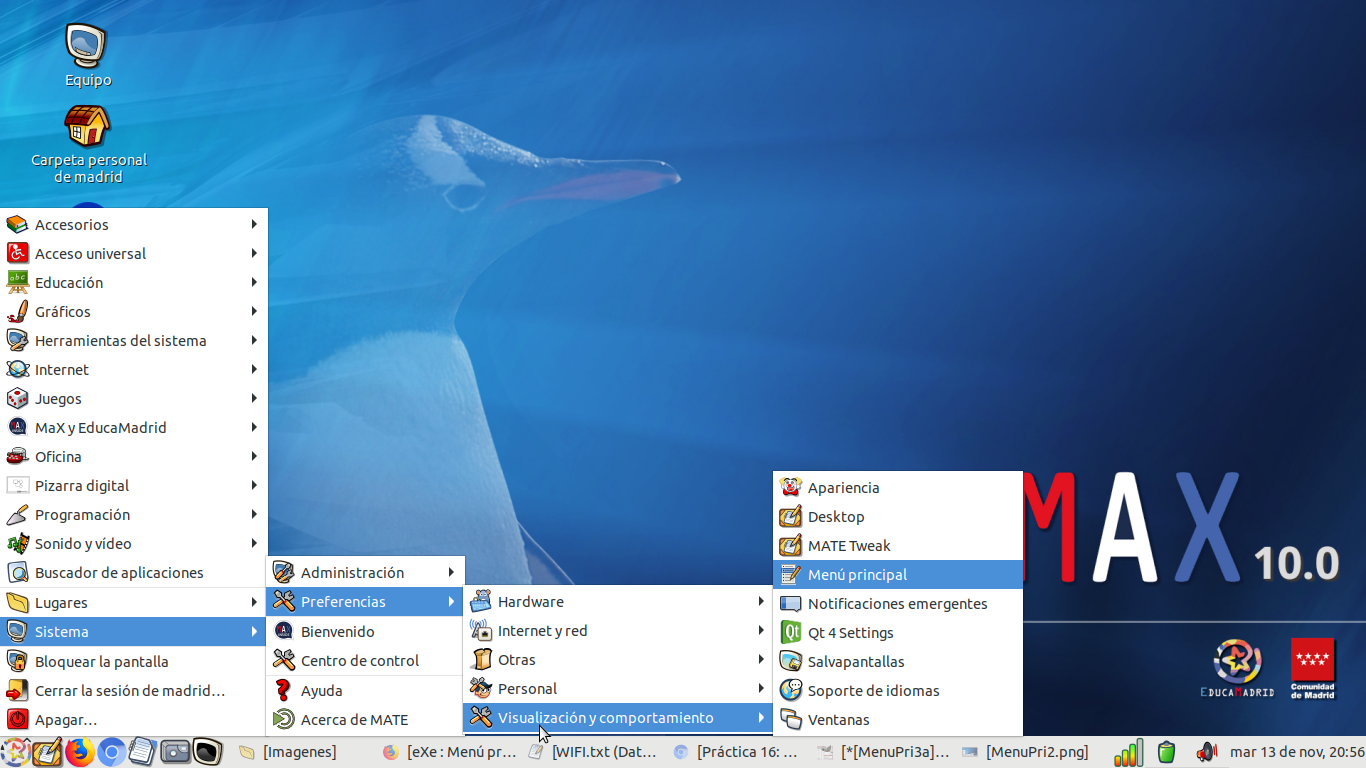 Equipo
Carpeta personal
de madrid
Accesorios
Acceso universal
Educación
Gráficos
Herramientas del sistema
Internet
Juegos
MaX y EducaMadrid
Oficina
Pizarra digital
Programación
Sonido y vídeo
Buscador de aplicaciones
Lugares
Sistema
Bloquear la pantalla
Cerrar la sesión de madrid…
Apagar…
Administración
Preferencias
Bienvenido
Centro de control
Ayuda
Acerca de MATE
Hardware
Internet y red
Otras
Personal
Visualización y comportamiento
Apariencia
Desktop
MATE Tweak
Menú principal
Notificaciones emergentes
Qt 4 Settings
Salvapantallas
Soporte de idiomas
Ventanas
MAX 10.0
EDUCAMADRID
Comunidad
de Madrid
[Imagenes]
[eXe : Menú pr…
[WIFI.txt (Dat…
[Práctica 16: …
[*[MenuPri3a]…
[MenuPri2.png]
mar 13 de nov, 20:56